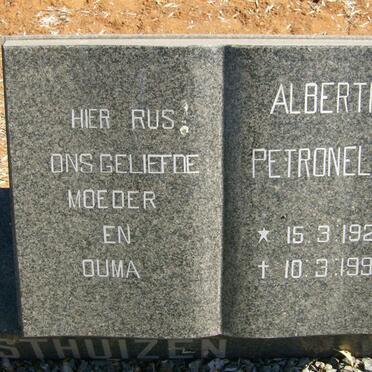 HIER RUS
ONS GELIEFDE
MOEDER
EN
OUMA
ALBERT
PETRONEL
* 15.3.192
† 10.3.199
STHUIZEN